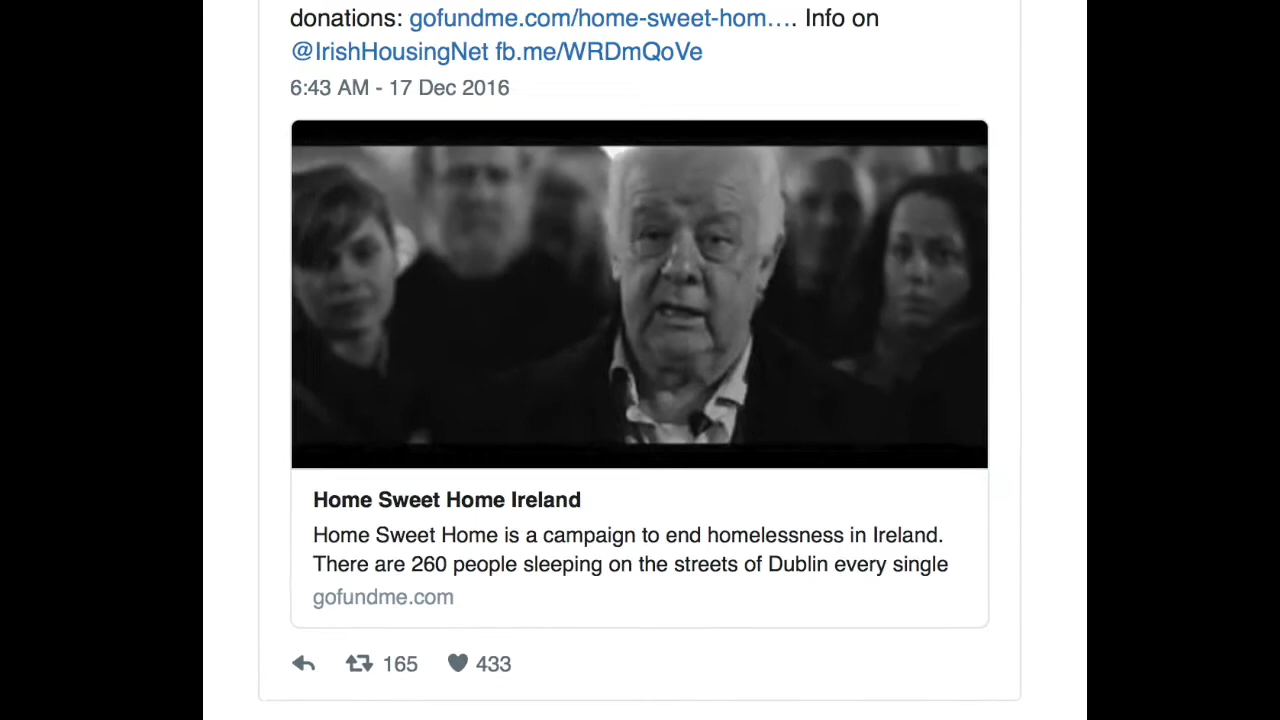 donations: gofundme.com/home-sweet-hom…. Info on
@IrishHousingNet fb.me/WRDmQoVe
6:43 AM - 17 Dec 2016
Home Sweet Home Ireland
Home Sweet Home is a campaign to end homelessness in Ireland.
There are 260 people sleeping on the streets of Dublin every single
gofundme.com
165 433